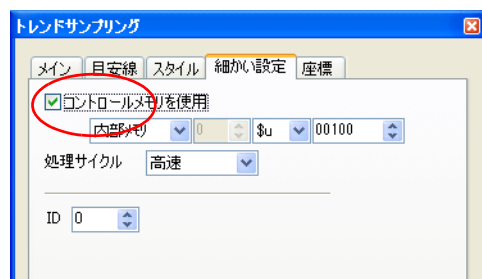 トレンドサンプリング
メイン 目安線 スタイル 細かい設定 座標
コントロールメモリを使用
内部メモリ 0 $u 00100
処理サイクル 高速
ID 0